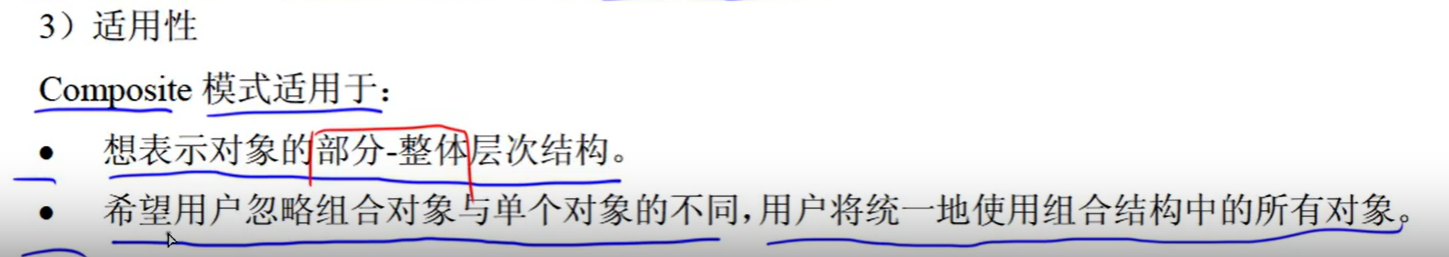 3）适用性
Composite 模式适用于：
● 想表示对象的部分-整体层次结构。
● 希望用户忽略组合对象与单个对象的不同，用户将统一地使用组合结构中的所有对象。